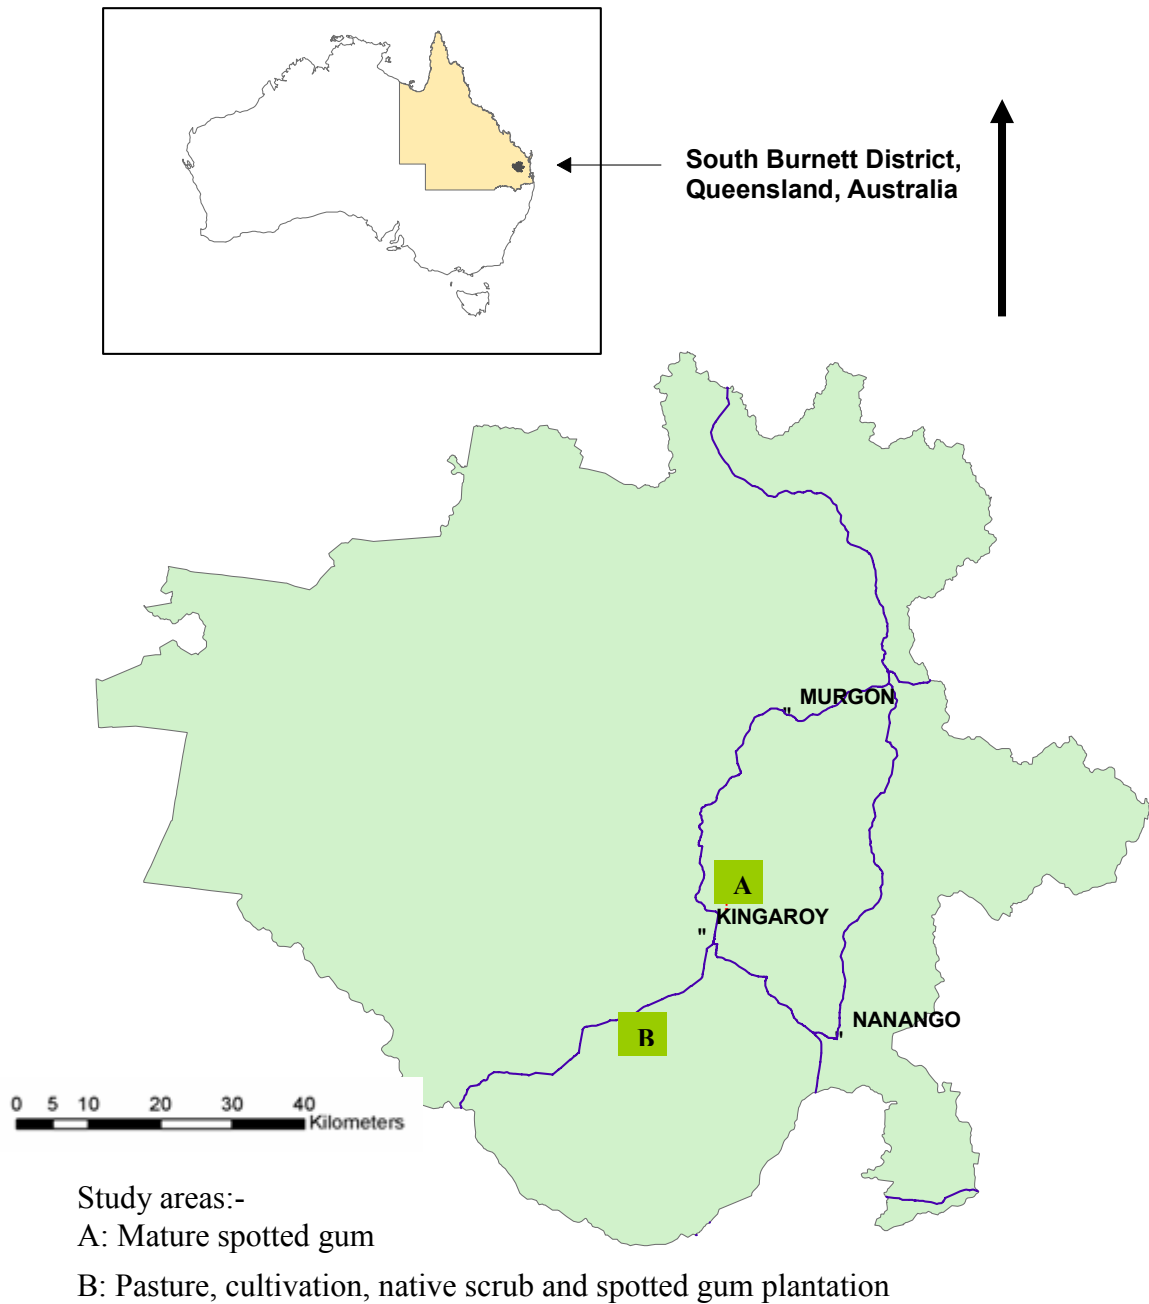 South Burnett District,
Queensland, Australia
" MURGON
A
KINGAROY
"
NANANGO
"
B
0 5 10 20 30 40
Kilometers
Study areas:-
A: Mature spotted gum
B: Pasture, cultivation, native scrub and spotted gum plantation